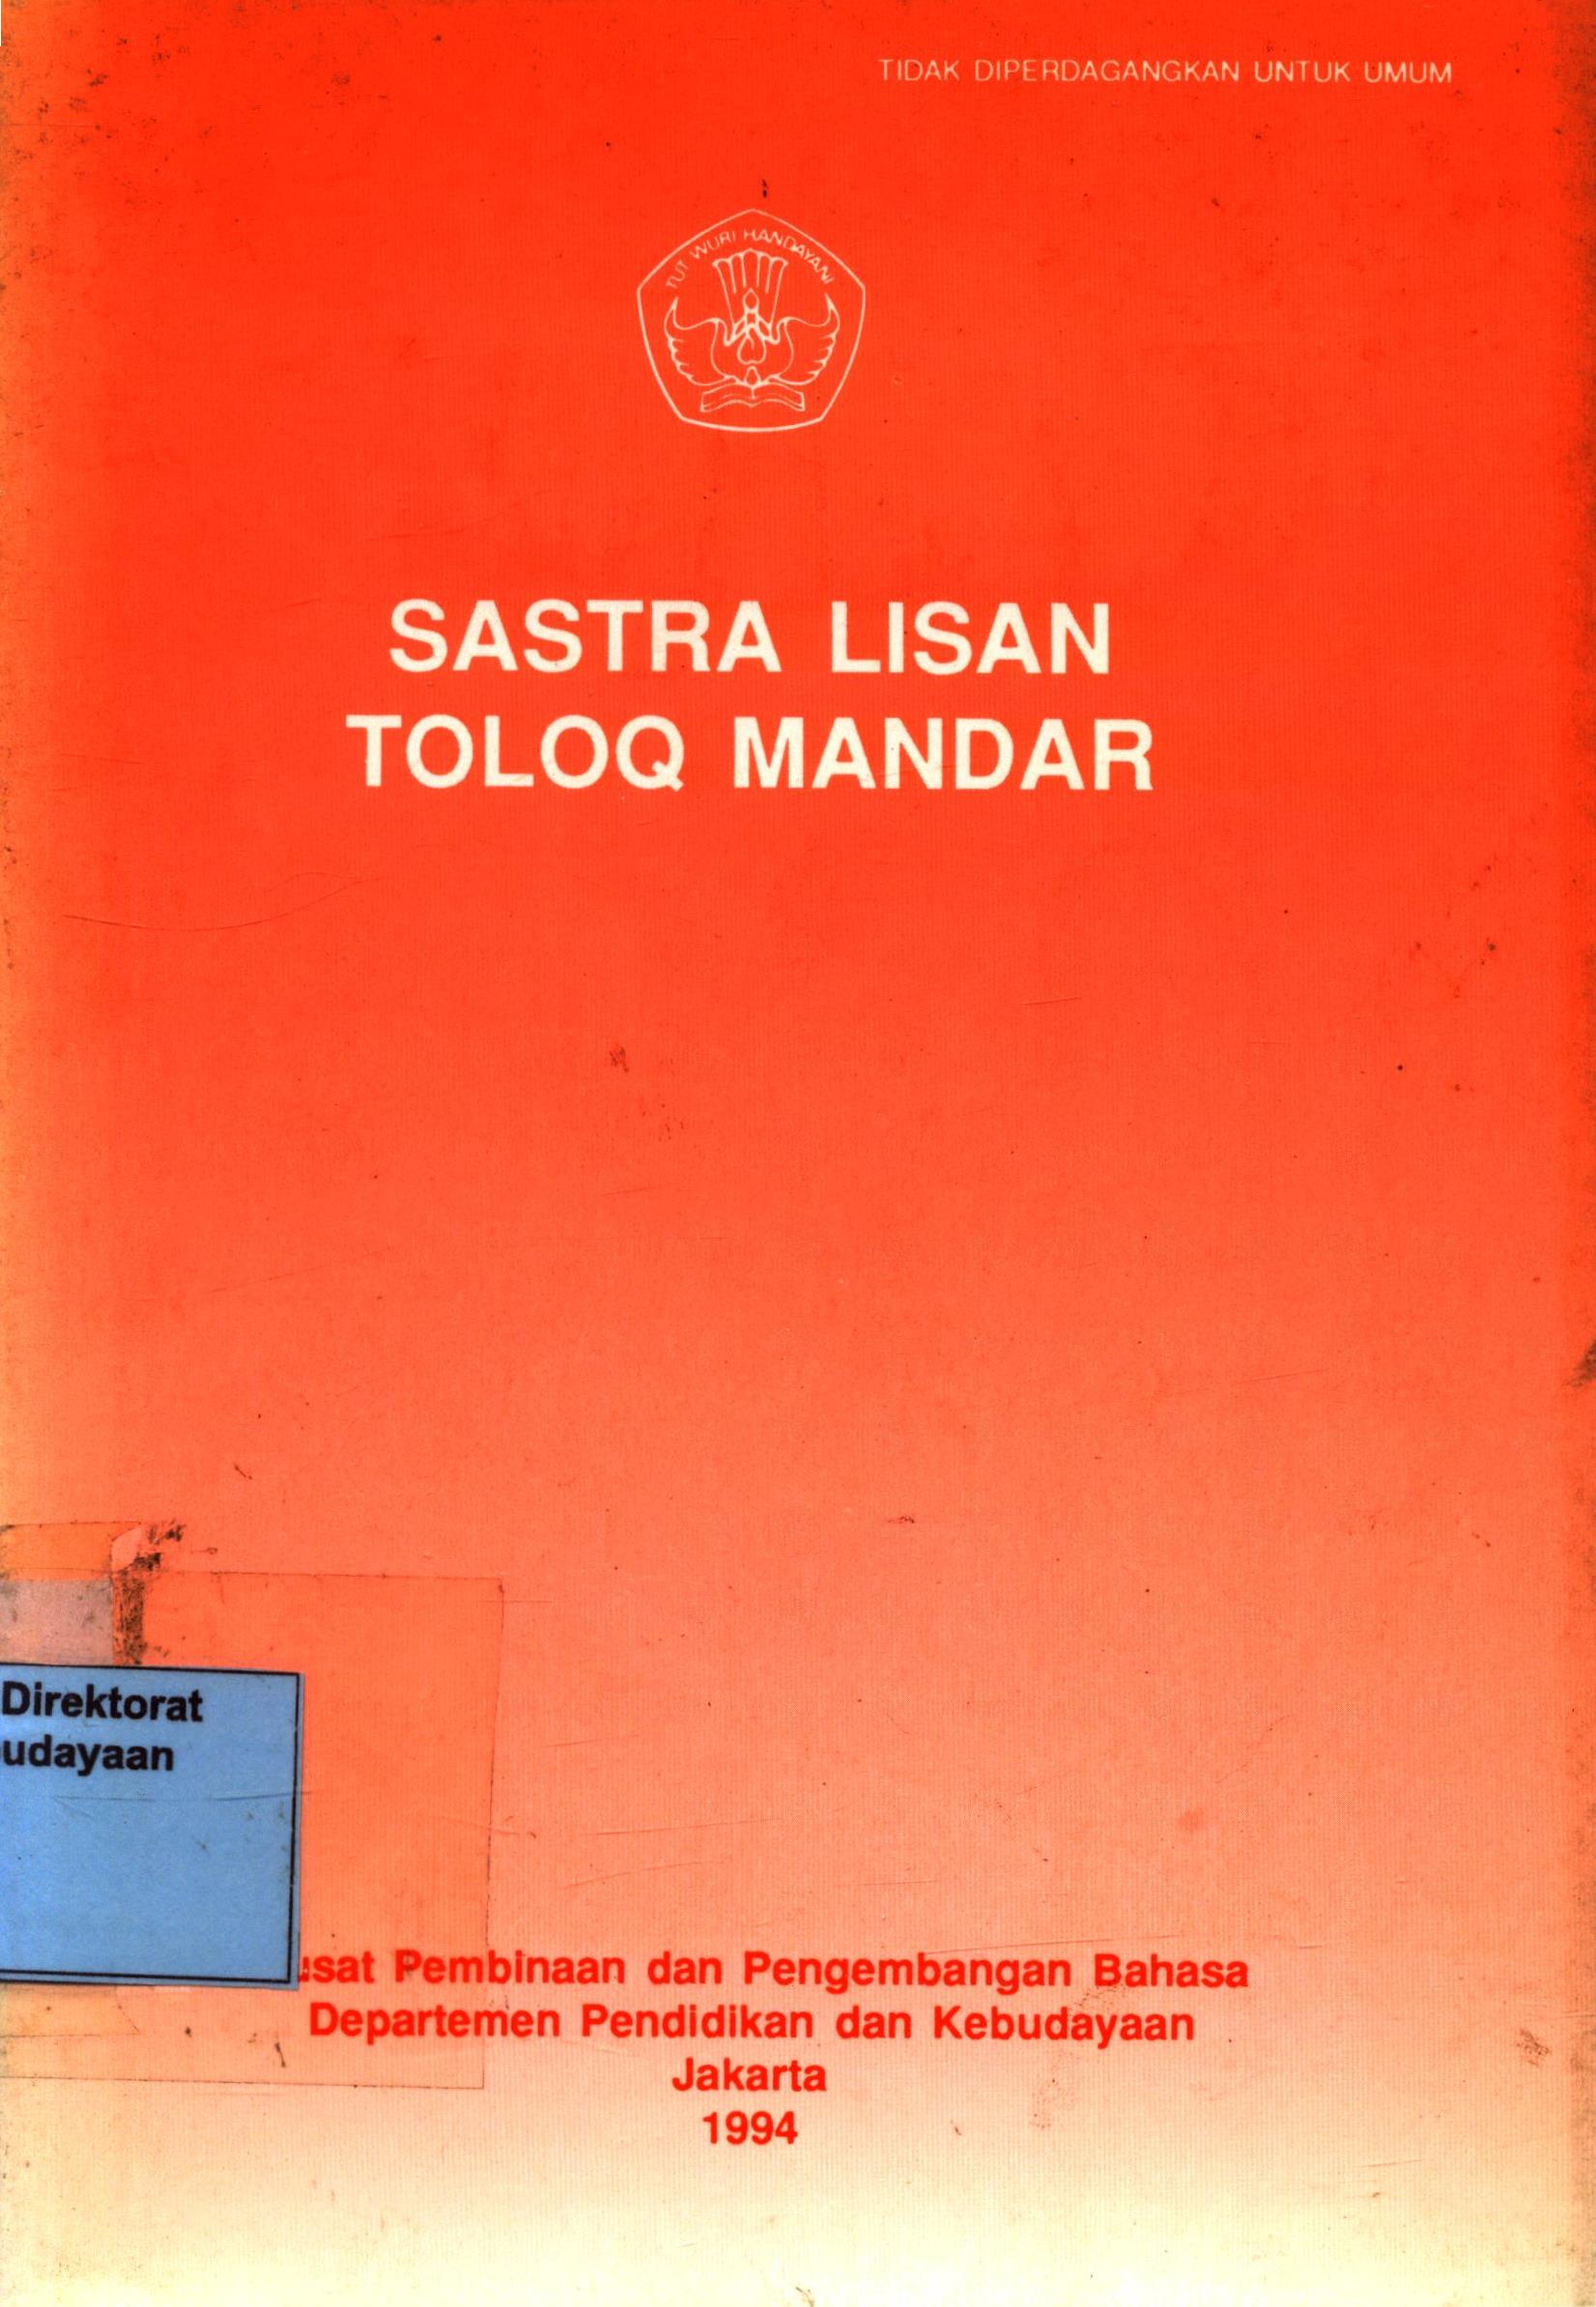 TIDAK DIPERDAGANGKAN UNTUK UMUM
TUT WURI HANDAYANI
SASTRA LISAN
TOLOQ MANDAR
Direktorat
udayaan
usat Pembinaan dan Pengembangan Bahasa
Departemen Pendidikan dan Kebudayaan
Jakarta
1994